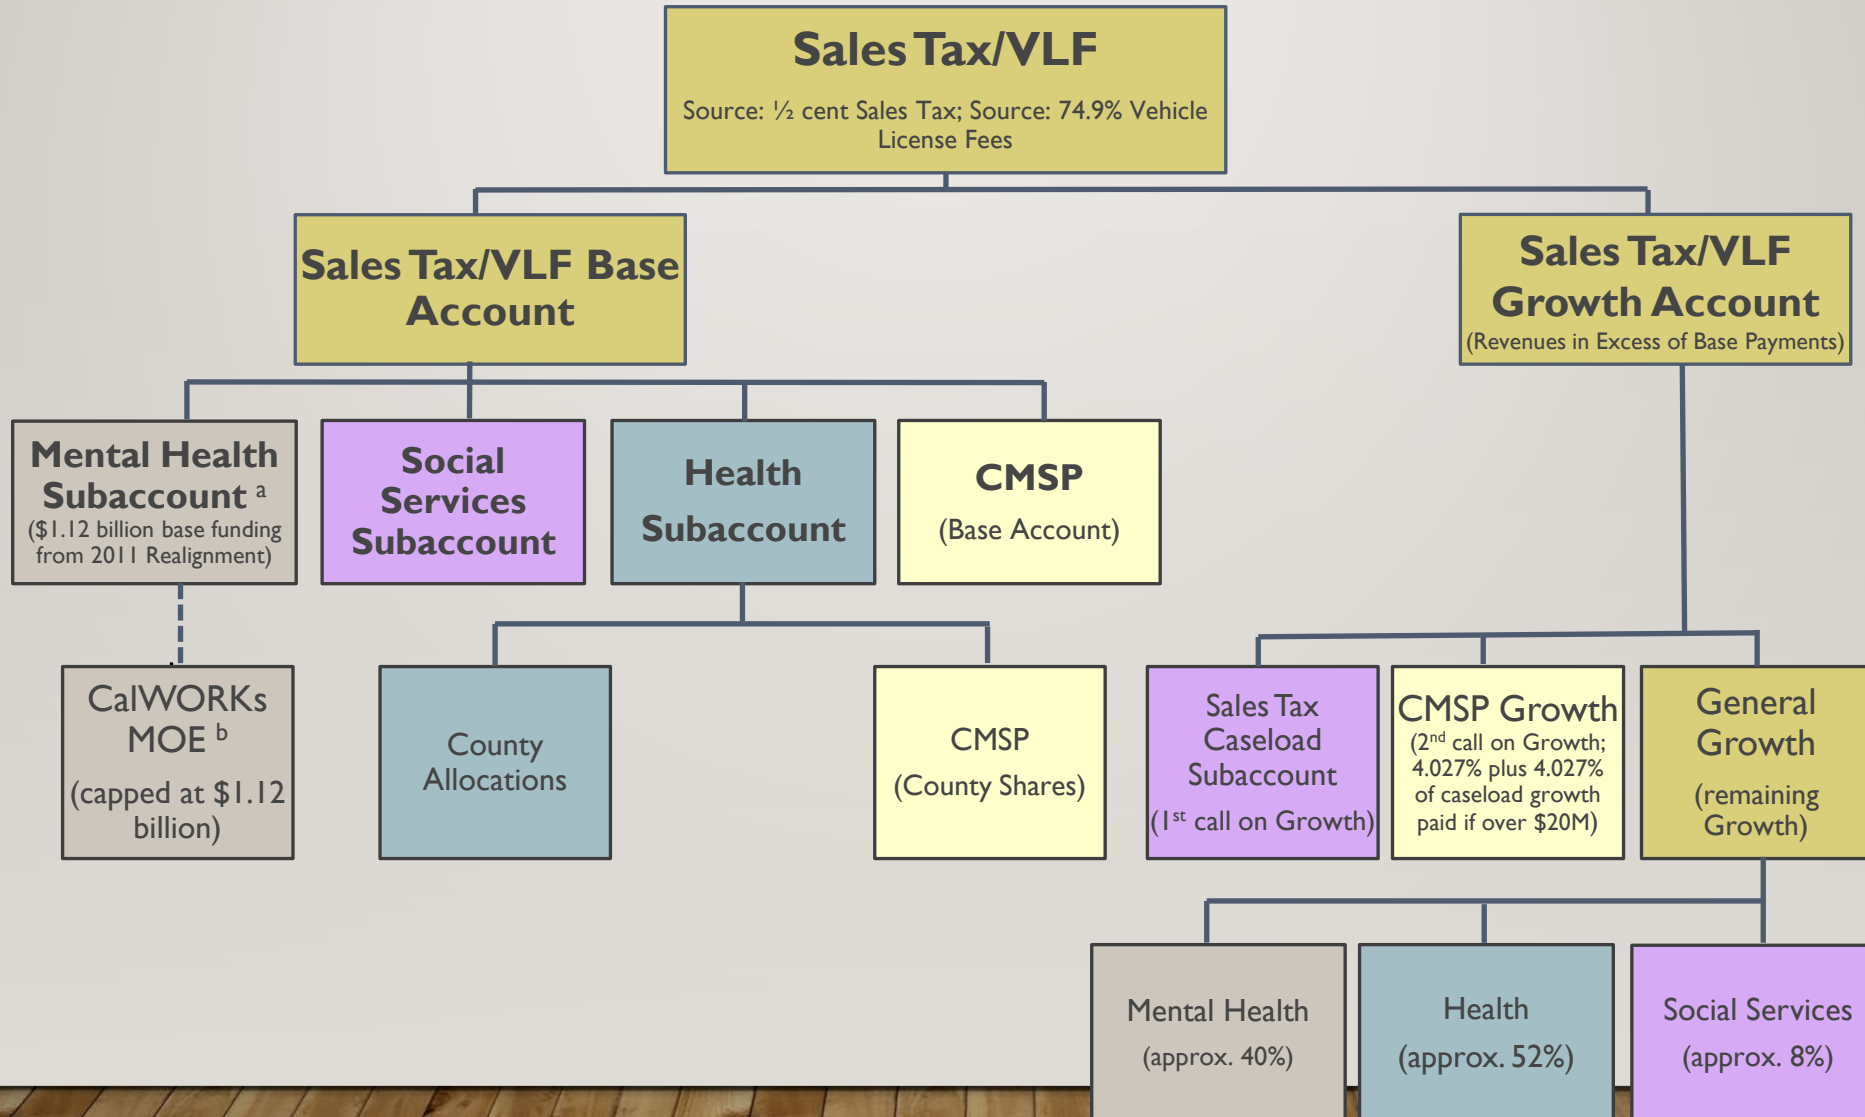 Sales Tax/VLF
Source: ½ cent Sales Tax; Source: 74.9% Vehicle
License Fees
Sales Tax/VLF Base
Account
Sales Tax/VLF
Growth Account
(Revenues in Excess of Base Payments)
Mental Health
Subaccount ᵃ
($1.12 billion base funding
from 2011 Realignment)
Social
Services
Subaccount
Health
Subaccount
CMSP
(Base Account)
CalWORKs
MOE ᵇ
(capped at $1.12
billion)
County
Allocations
CMSP
(County Shares)
Sales Tax
Caseload
Subaccount
(1ˢᵗ call on Growth)
CMSP Growth
(2ⁿᵈ call on Growth;
4.027% plus 4.027%
of caseload growth
paid if over $20M)
General
Growth
(remaining
Growth)
Mental Health
(approx. 40%)
Health
(approx. 52%)
Social Services
(approx. 8%)